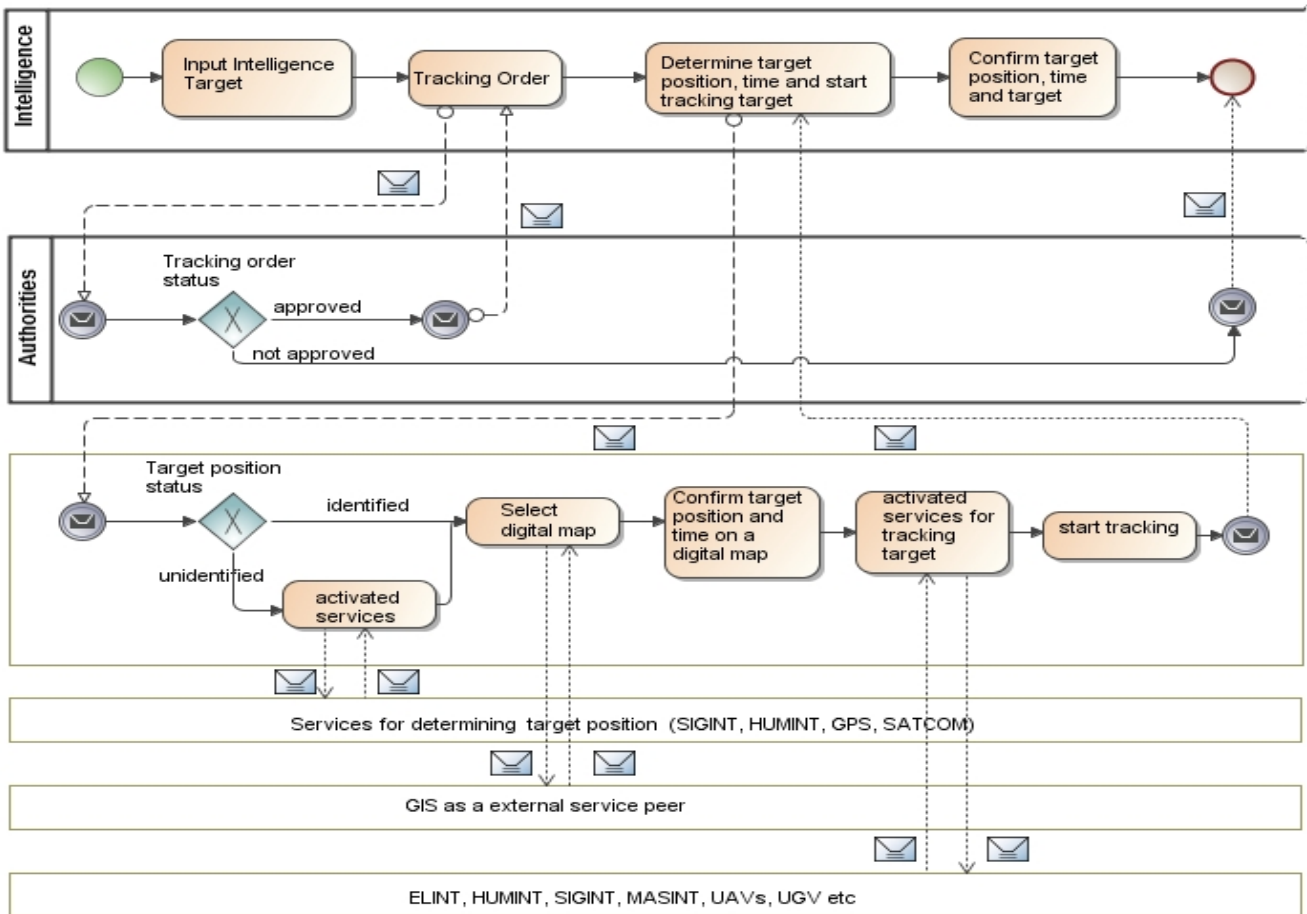 Intelligence
Input Intelligence
Target
Tracking Order
Determine target
position, time and start
tracking target
Confirm target
position, time
and target
Authorities
Tracking order
status
approved
not approved
Target position
status
identified
unidentified
activated
services
Select
digital map
Confirm target
position and
time on a
digital map
activated
services for
tracking
target
start tracking
Services for determining target position (SIGINT, HUMINT, GPS, SATCOM)
GIS as a external service peer
ELINT, HUMINT, SIGINT, MASINT, UAVs, UGV etc